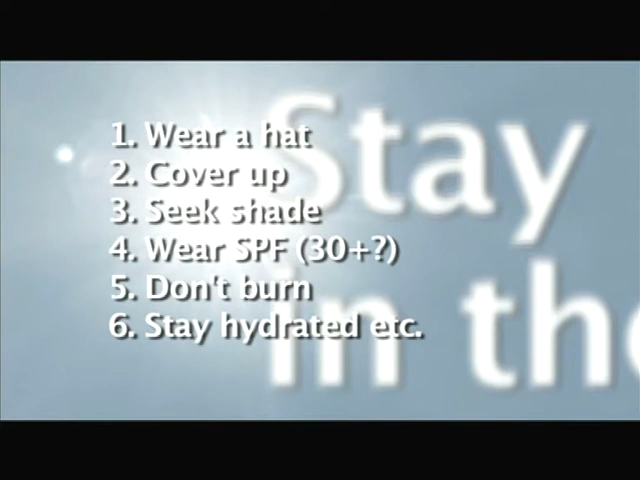 1. Wear a hat
2. Cover up
3. Seek shade
4. Wear SPF (30+?)
5. Don't burn
6. Stay hydrated etc.
Stay
in the